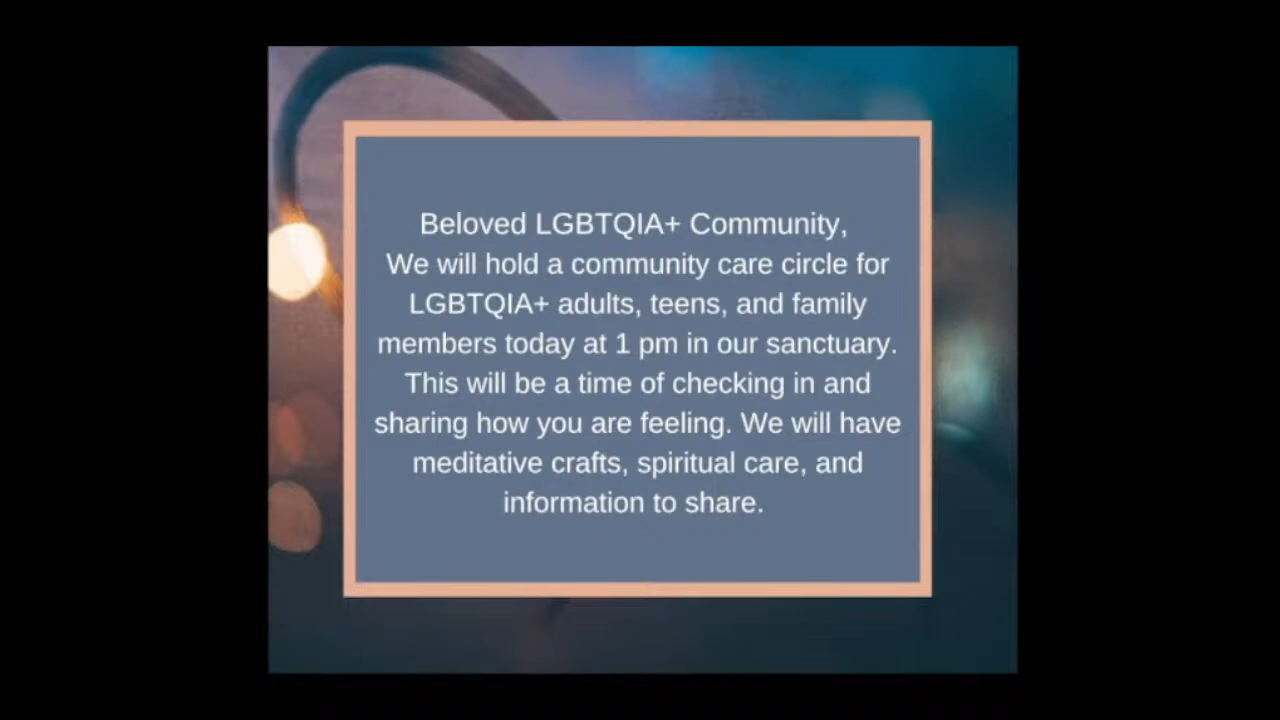 Beloved LGBTQIA+ Community,
We will hold a community care circle for
LGBTQIA+ adults, teens, and family
members today at 1 pm in our sanctuary.
This will be a time of checking in and
sharing how you are feeling. We will have
meditative crafts, spiritual care, and
information to share.